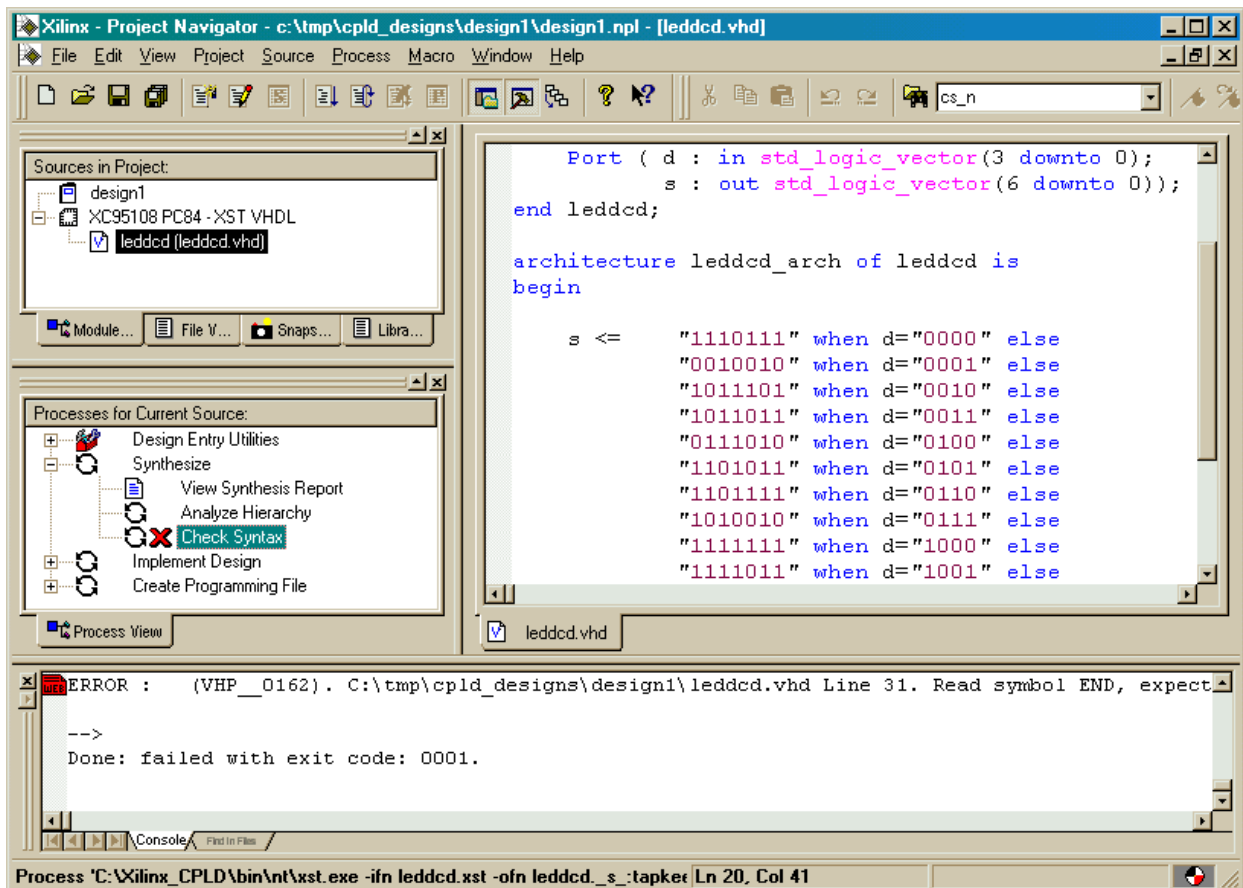 Xilinx - Project Navigator - c:\tmp\cpld_designs\design1\design1.npl - [leddcd.vhd]
File Edit View Project Source Process Macro Window Help
cs_n
Sources in Project:
design1
XC95108 PC84 - XST VHDL
leddcd (leddcd.vhd)
Module... File V... Snaps... Libra...
Processes for Current Source:
Design Entry Utilities
Synthesize
View Synthesis Report
Analyze Hierarchy
Check Syntax
Implement Design
Create Programming File
Process View
Port ( d : in std_logic_vector(3 downto 0);
s : out std_logic_vector(6 downto 0));
end leddcd;
architecture leddcd_arch of leddcd is
begin
s <= "1110111" when d="0000" else
"0010010" when d="0001" else
"1011101" when d="0010" else
"1011011" when d="0011" else
"0111010" when d="0100" else
"1101011" when d="0101" else
"1101111" when d="0110" else
"1010010" when d="0111" else
"1111111" when d="1000" else
"1111011" when d="1001" else
leddcd.vhd
WEB
ERROR : (VHP__0162). C:\tmp\cpld_designs\design1\leddcd.vhd Line 31. Read symbol END, expect
-->
Done: failed with exit code: 0001.
Console Find in Files
Process 'C:\Xilinx_CPLD\bin\nt\xst.exe -ifn leddcd.xst -ofn leddcd._s_:tapkee Ln 20, Col 41